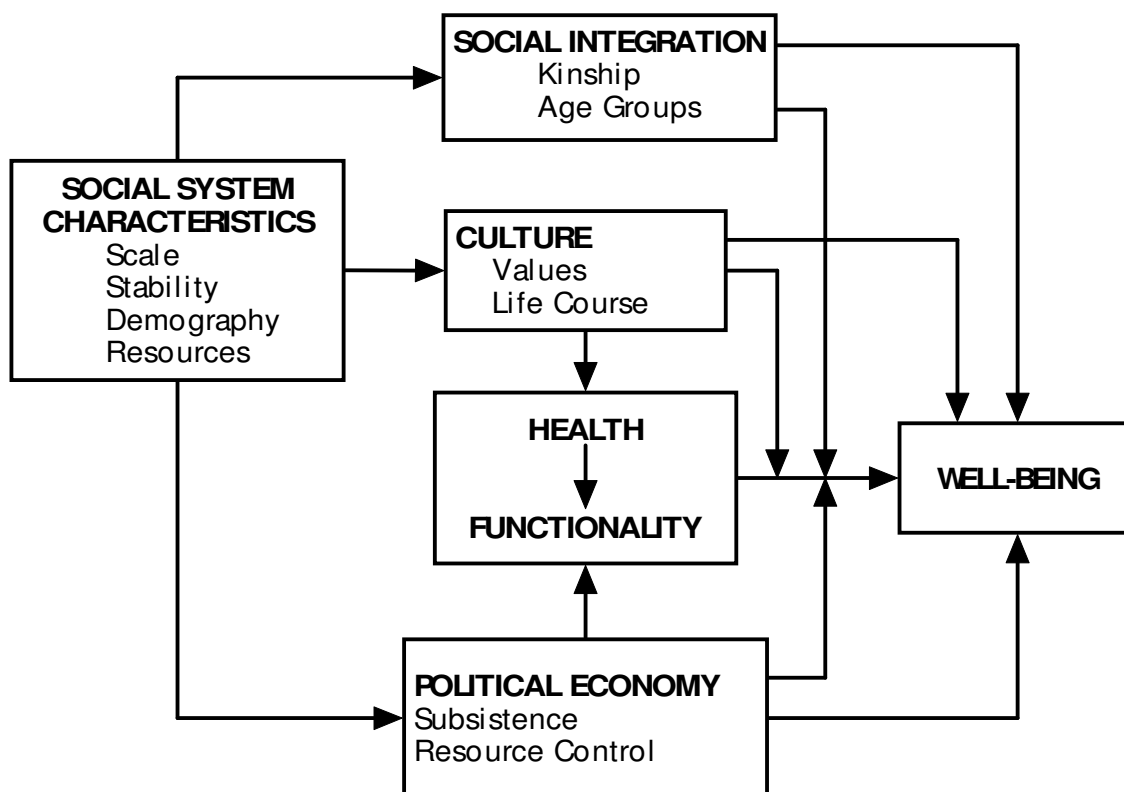 SOCIAL INTEGRATION
Kinship
Age Groups
SOCIAL SYSTEM
CHARACTERISTICS
Scale
Stability
Demography
Resources
CULTURE
Values
Life Course
HEALTH
FUNCTIONALITY
WELL-BEING
POLITICAL ECONOMY
Subsistence
Resource Control